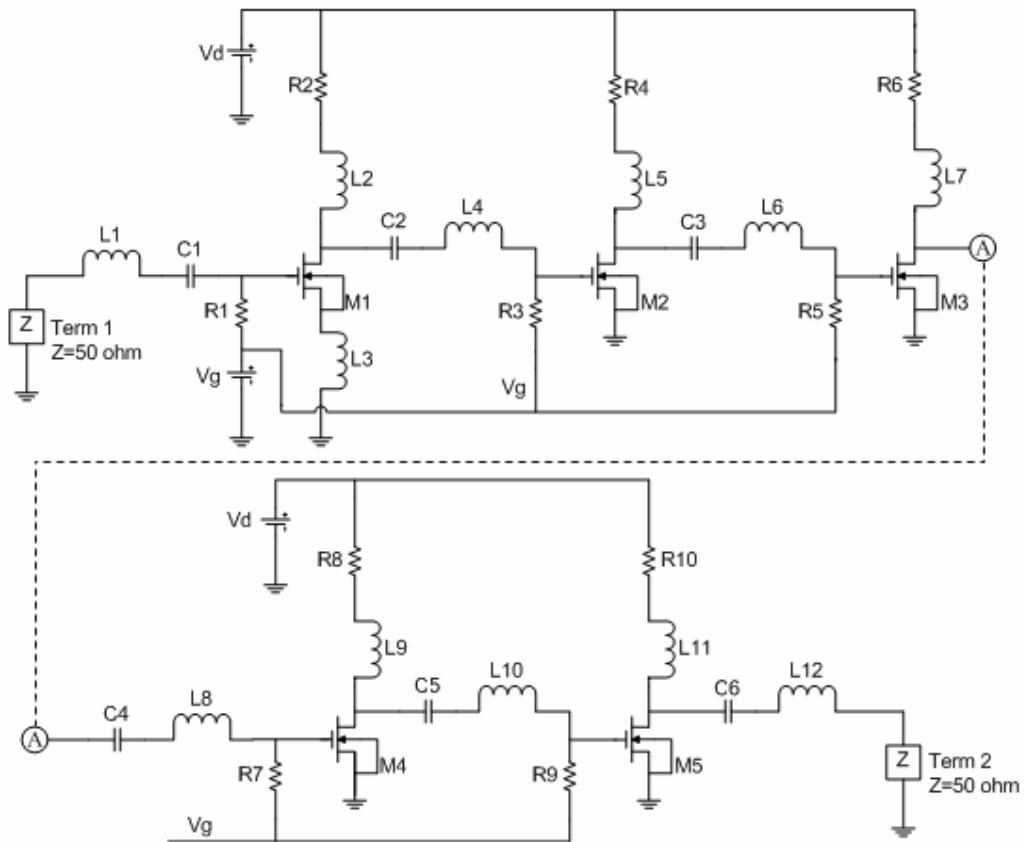 Vd
R2
R4
R6
L2
L5
L7
L1
C1
C2
L4
C3
L6
A
R1
M1
R3
M2
R5
M3
Z
Term 1
Z=50 ohm
L3
Vg
Vg
Vd
R8
R10
L9
L11
C4
L8
C5
L10
C6
L12
A
R7
M4
R9
M5
Z
Term 2
Z=50 ohm
Vg